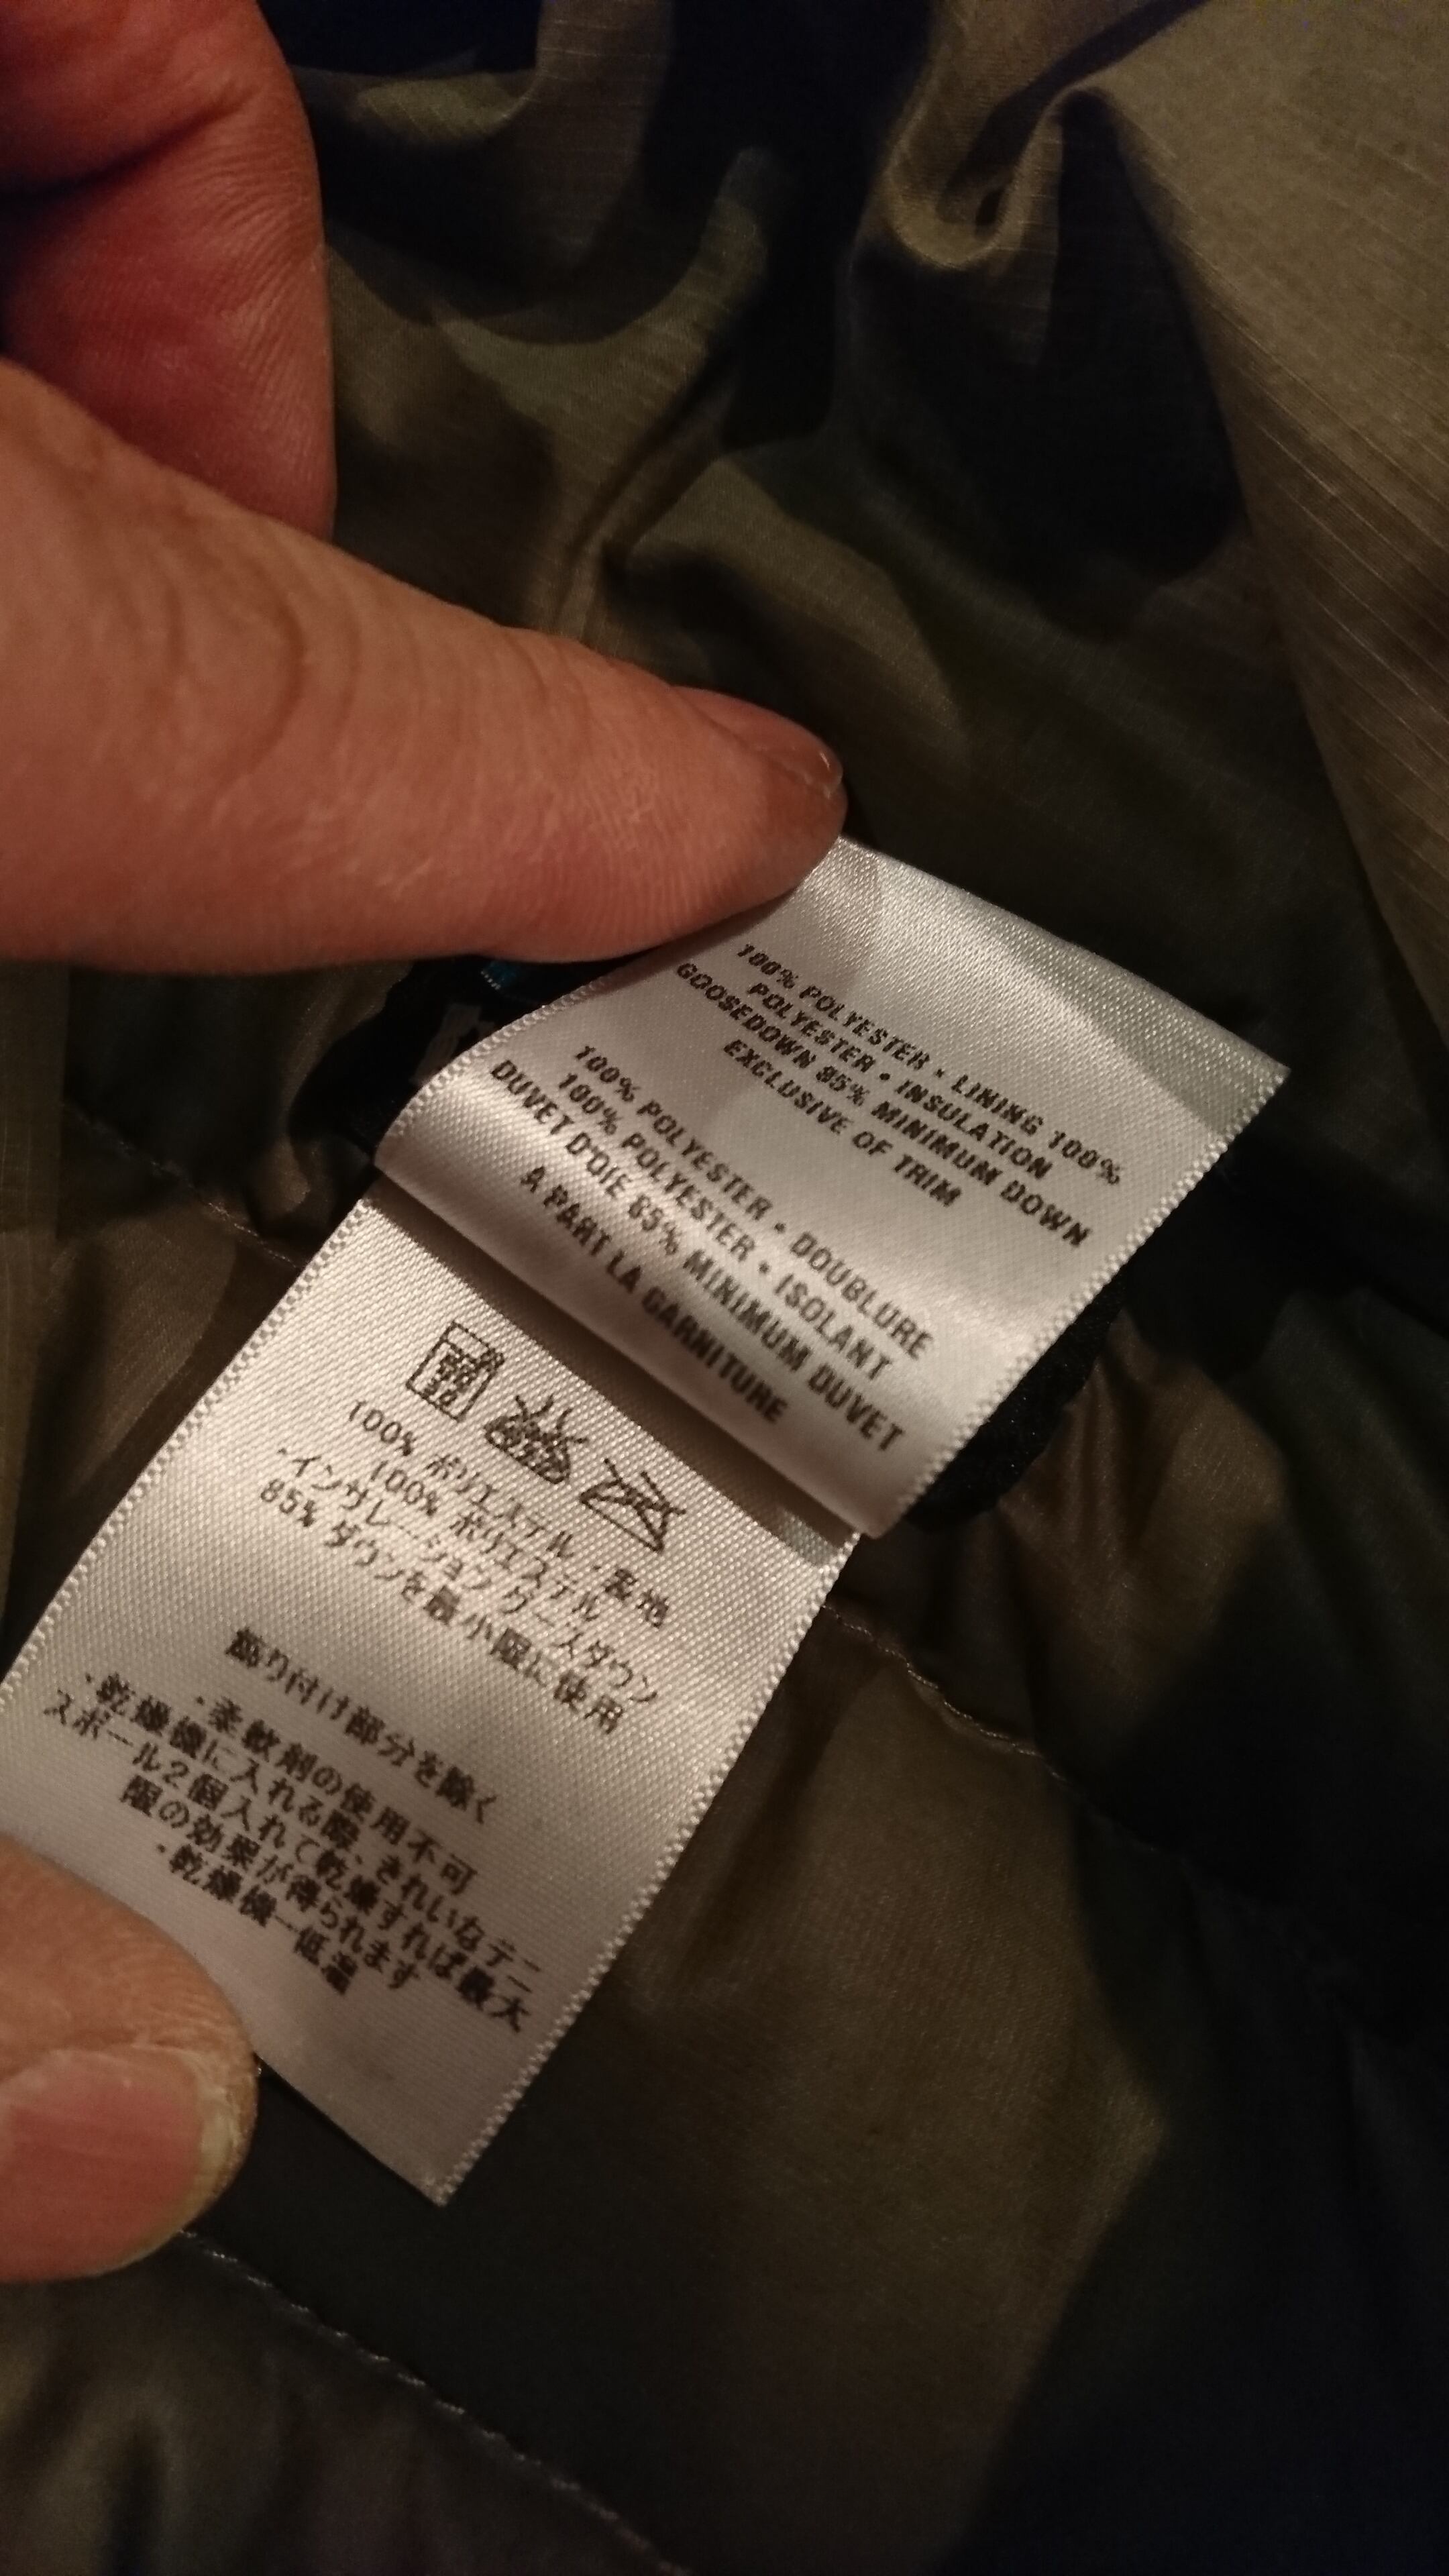 100% POLYESTER • LINING 100%
POLYESTER • INSULATION
GOOSEDOWN 85% MINIMUM DOWN
EXCLUSIVE OF TRIM
100% POLYESTER • DOUBLURE
100% POLYESTER • ISOLANT
DUVET D'OIE 85% MINIMUM DUVET
A PART LA GARNITURE
100% ポリエステル ・裏地
100% ポリエステル
・インサレーション グースダウン
85% ダウンを最小限に使用
飾り付け部分を除く
・柔軟剤の使用不可
・乾燥機に入れる際、きれいなテニ
スボール2個入れて乾燥すれば最大
限の効果が得られます
・乾燥機一低温